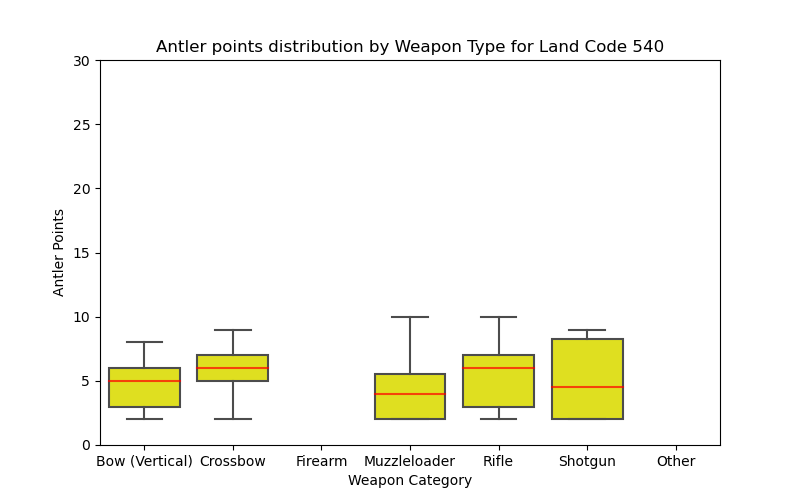 Antler points distribution by Weapon Type for Land Code 540
30
25
20
15
10
5
0
Antler Points
Bow (Vertical) Crossbow Firearm Muzzleloader Rifle Shotgun Other
Weapon Category